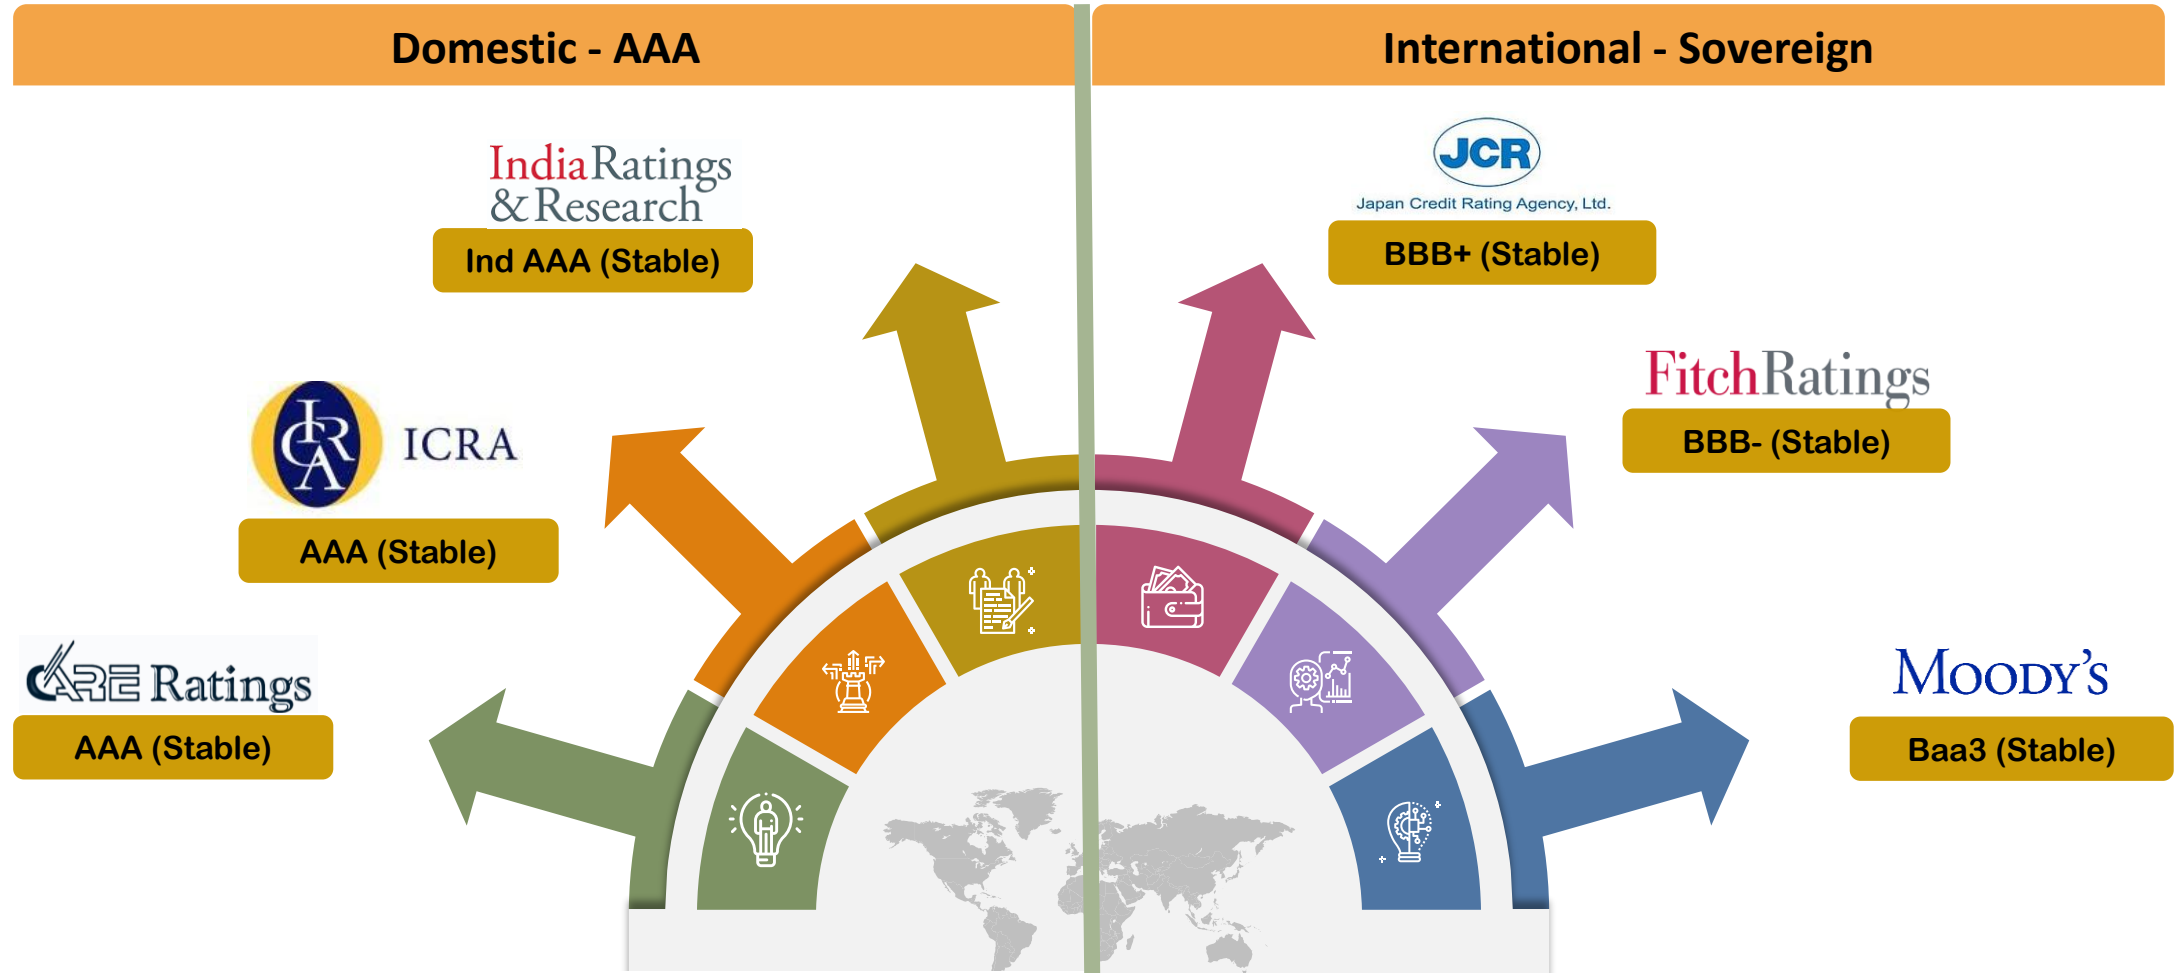 Domestic - AAA
International - Sovereign
IndiaRatings
& Research
Ind AAA (Stable)
ICRA
ICRA
AAA (Stable)
CARE Ratings
AAA (Stable)
JCR
Japan Credit Rating Agency, Ltd.
BBB+ (Stable)
FitchRatings
BBB- (Stable)
MOODY'S
Baa3 (Stable)